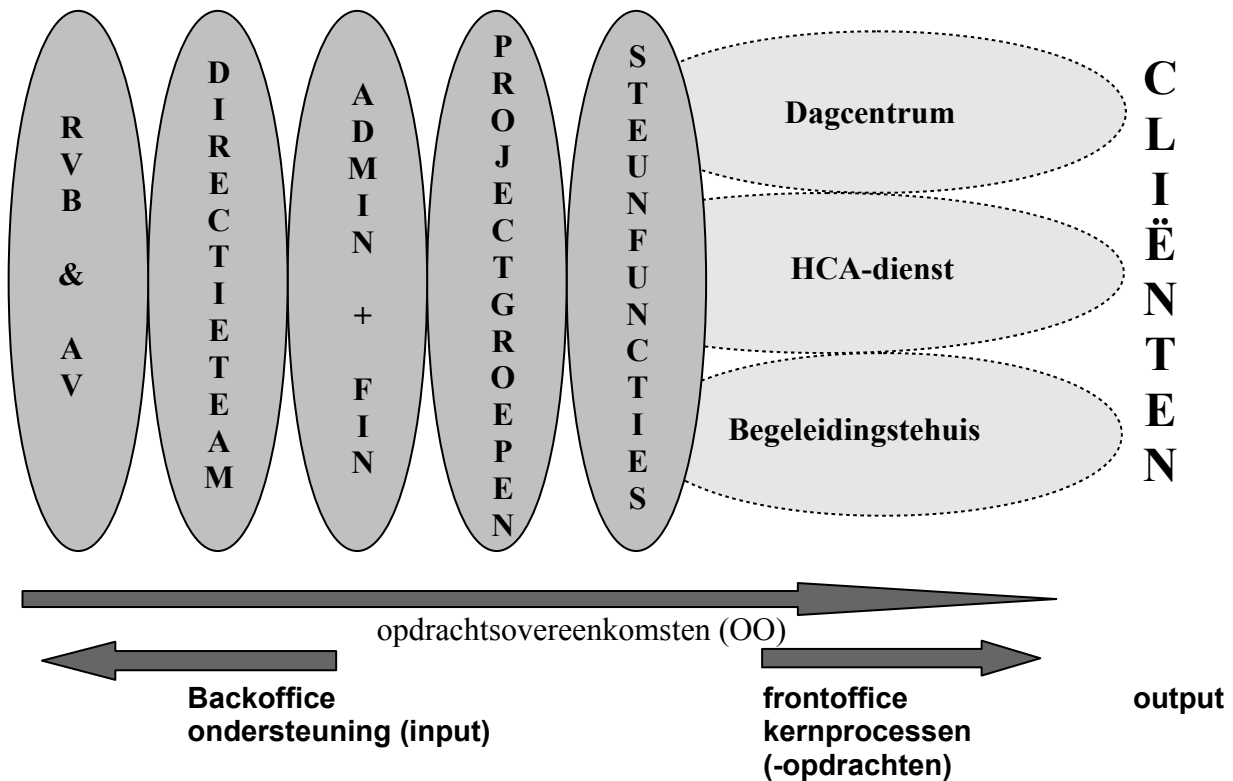 RVB & AV
DIRECTIETEAM
ADMIN + FIN
PROJECTGROEPEN
STEUNFUNCTIES
Dagcentrum
HCA-dienst
Begeleidingstehuis
CLIËNTEN
opdrachtsovereenkomsten (OO)
Backoffice
ondersteuning (input)
frontoffice
kernprocessen
(-opdrachten)
output